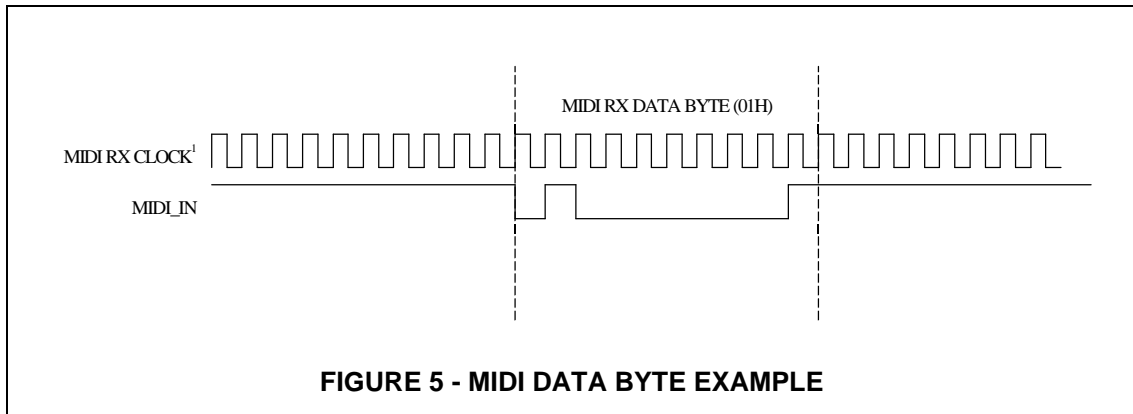 MIDI RX DATA BYTE (01H)
MIDI RX CLOCK1
MIDI_IN
FIGURE 5 - MIDI DATA BYTE EXAMPLE